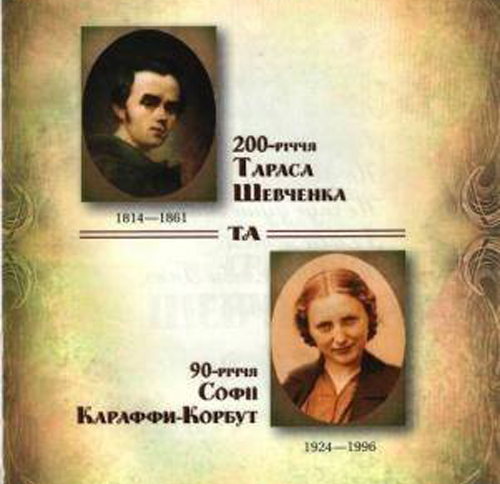 200-РІЧЧЯ
ТАРАСА
ШЕВЧЕНКА
1814—1861
ТА
90-РІЧЧЯ
СОФІЇ
КАРАФФИ-КОРБУТ
1924—1996